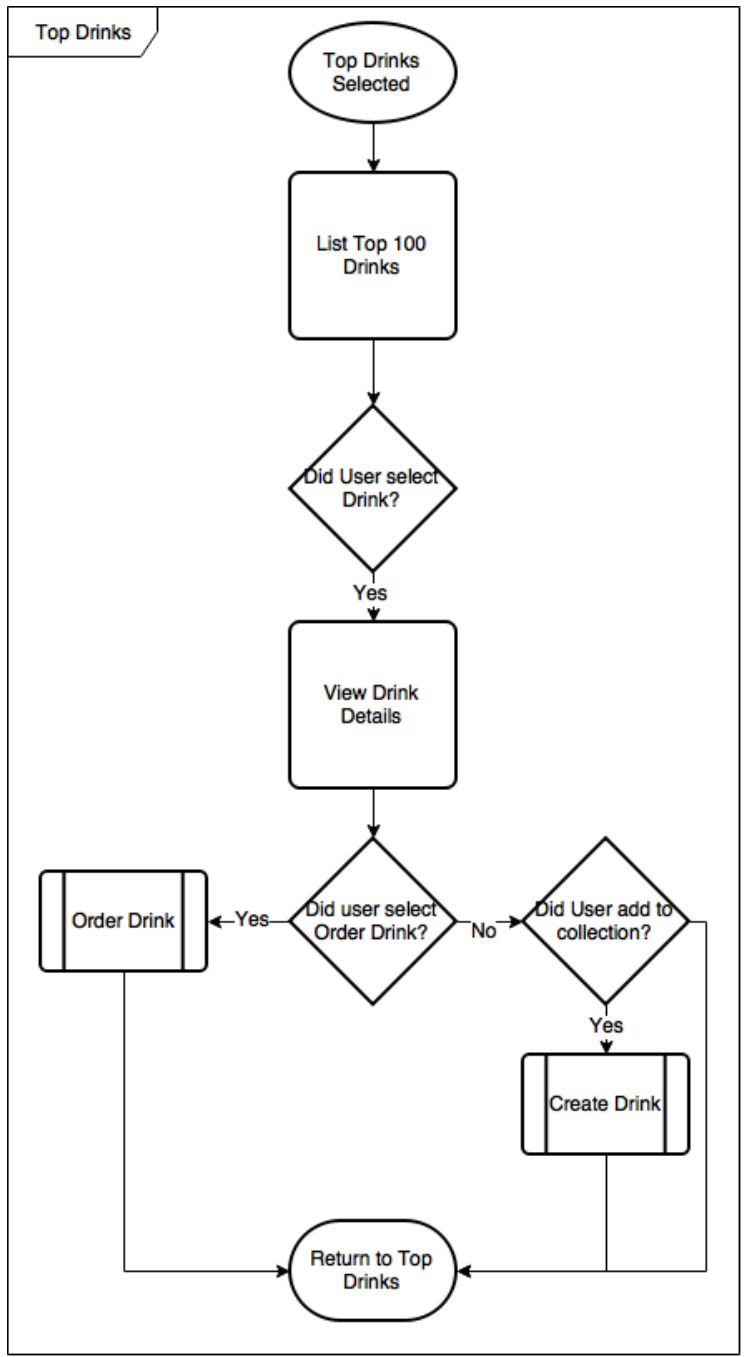 Top Drinks
Top Drinks
Selected
List Top 100
Drinks
Did User select
Drink?
Yes
View Drink
Details
Order Drink
Yes
Did user select
Order Drink?
No
Did User add to
collection?
Yes
Create Drink
Return to Top
Drinks